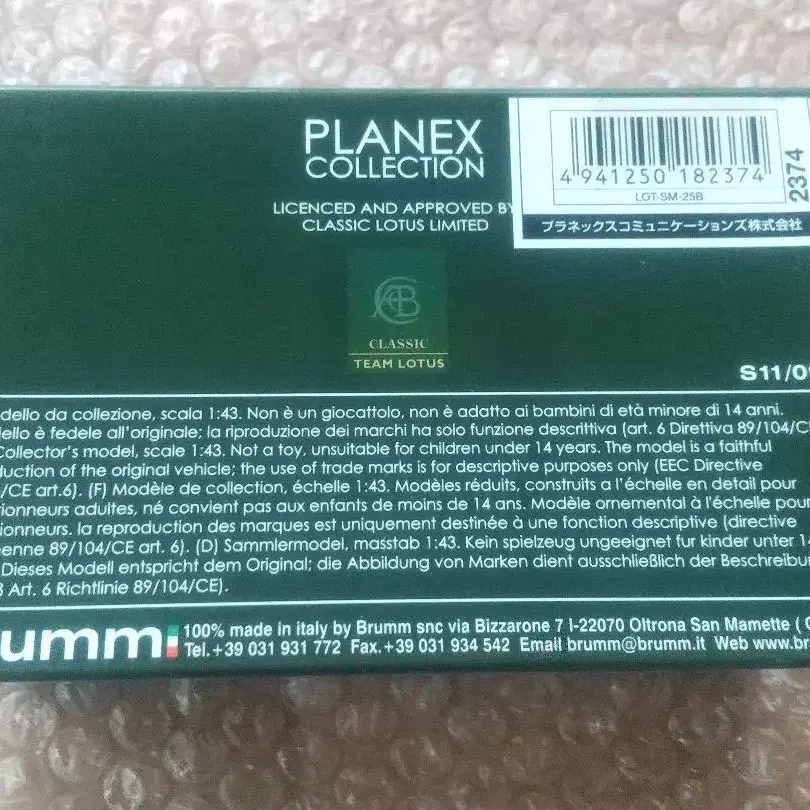 PLANEX
COLLECTION
LICENCED AND APPROVED BY
CLASSIC LOTUS LIMITED
4 941250 182374
2374
LOT-SM-25B
プラネックスコミュニケーションズ株式会社
CLASSIC
TEAM LOTUS
S11/0
dello da collezione, scala 1:43. Non è un giocattolo, non è adatto ai bambini di età minore di 14 anni.
ello è fedele all'originale; la riproduzione dei marchi ha solo funzione descrittiva (art. 6 Direttiva 89/104/C
Collector's model, scale 1:43. Not a toy, unsuitable for children under 14 years. The model is a faithful
duction of the original vehicle; the use of trade marks is for descriptive purposes only (EEC Directive
/CE art.6). (F) Modèle de collection, échelle 1:43. Modèles réduits, construits a l'échelle en detail pour
ionneurs adultes, né convient pas aux enfants de moins de 14 ans. Modèle ornemental à l'échelle pour
ionneurs. la reproduction des marques est uniquement destinée à une fonction descriptive (directive
enne 89/104/CE art. 6). (D) Sammlermodel, masstab 1:43. Kein spielzeug ungeeignet fur kinder unter 14
Dieses Modell entspricht dem Original; die Abbildung von Marken dient ausschließlich der Beschreibun
3 Art. 6 Richtlinie 89/104/CE).
rumm
100% made in italy by Brumm snc via Bizzarone 7 I-22070 Oltrona San Mamette ( C
Tel.+39 031 931 772 Fax.+39 031 934 542 Email brumm@brumm.it Web www.br